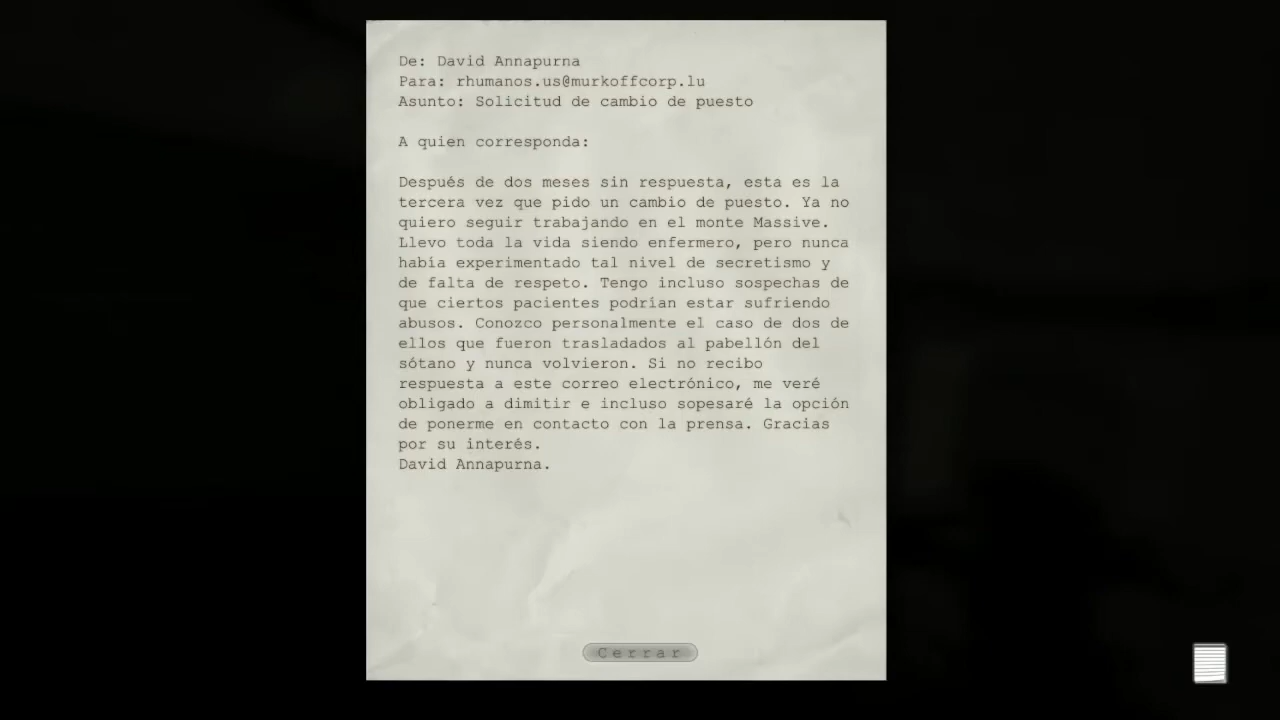 De: David Annapurna
Para: rhumanos.us@murkoffcorp.lu
Asunto: Solicitud de cambio de puesto
A quien corresponda:
Después de dos meses sin respuesta, esta es la
tercera vez que pido un cambio de puesto. Ya no
quiero seguir trabajando en el monte Massive.
Llevo toda la vida siendo enfermero, pero nunca
había experimentado tal nivel de secretismo y
de falta de respeto. Tengo incluso sospechas de
que ciertos pacientes podrían estar sufriendo
abusos. Conozco personalmente el caso de dos de
ellos que fueron trasladados al pabellón del
sótano y nunca volvieron. Si no recibo
respuesta a este correo electrónico, me veré
obligado a dimitir e incluso sopesaré la opción
de ponerme en contacto con la prensa. Gracias
por su interés.
David Annapurna.
Cerrar